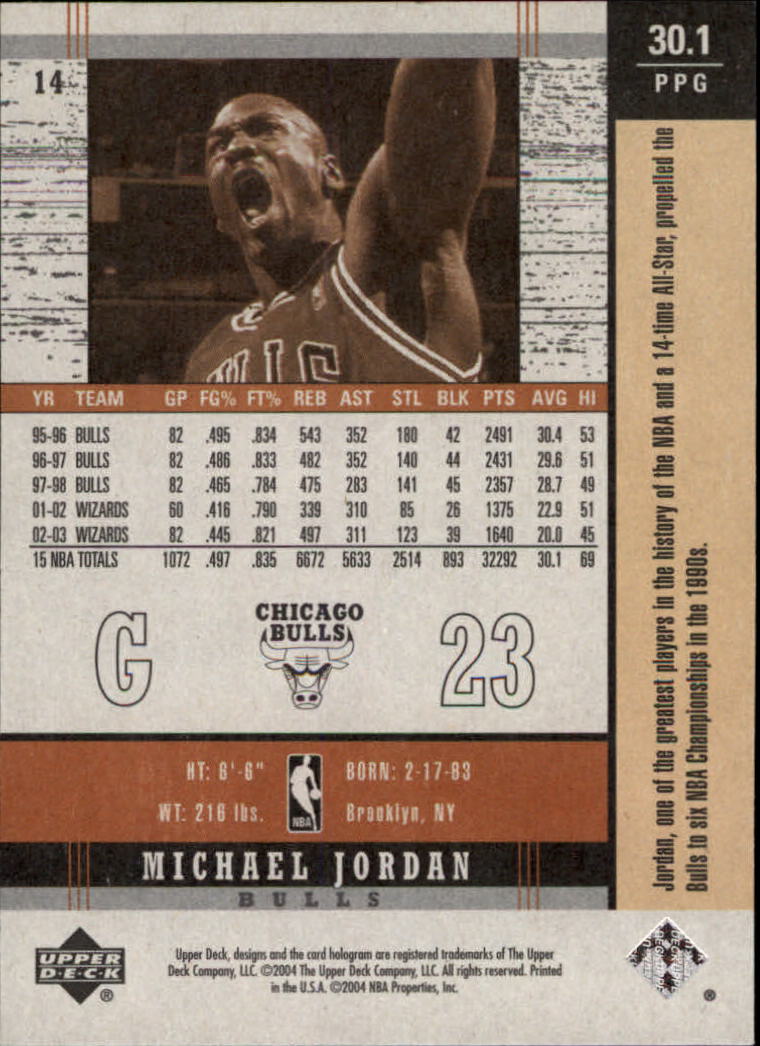 30.1
PPG
14
YR TEAM GP FG% FT% REB AST STL BLK PTS AVG HI
95-96 BULLS 82 .495 .834 543 352 180 42 2491 30.4 53
96-97 BULLS 82 .486 .833 482 352 140 44 2431 29.6 51
97-98 BULLS 82 .465 .784 475 283 141 45 2357 28.7 49
01-02 WIZARDS 60 .416 .790 339 310 85 26 1375 22.9 51
02-03 WIZARDS 82 .445 .821 497 311 123 39 1640 20.0 45
15 NBA TOTALS 1072 .497 .835 6672 5633 2514 893 32292 30.1 69
G
CHICAGO
BULLS
23
HT: 6'-6" BORN: 2-17-63
WT: 216 lbs. Brooklyn, NY
NBA
MICHAEL JORDAN
BULLS
Jordan, one of the greatest players in the history of the NBA and a 14-time All-Star, propelled the
Bulls to six NBA Championships in the 1990s.
UPPER
D•E•C•K
®
Upper Deck, designs and the card hologram are registered trademarks of The Upper
Deck Company, LLC. ©2004 The Upper Deck Company, LLC. All rights reserved. Printed
in the U.S.A. ©2004 NBA Properties, Inc.
®